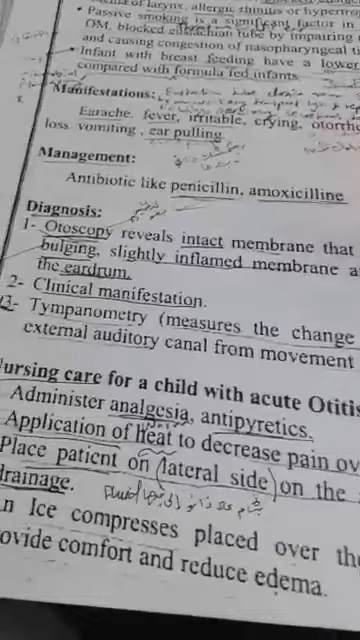 of larynx, allergic rhinitis or hypertro
• Passive smoking is a significant factor in
OM, blocked eustachian tube by impairing
and causing congestion of nasopharyngeal t
• Infant with breast feeding have a lower
compared with formula fed infants
Manifestations:
Earache, fever, irritable, crying, otorrhe
loss. vomiting, ear pulling.
Management:
Antibiotic like penicillin, amoxicilline
Diagnosis:
1- Otoscopy reveals intact membrane that
bulging, slightly inflamed membrane a
the eardrum.
2- Clinical manifestation.
3- Tympanometry (measures the change
external auditory canal from movement
ursing care for a child with acute Otitis
Administer analgesia, antipyretics.
Application of heat to decrease pain ov
Place patient on (lateral side) on the
drainage.
n Ice compresses placed over the
ovide comfort and reduce edema.